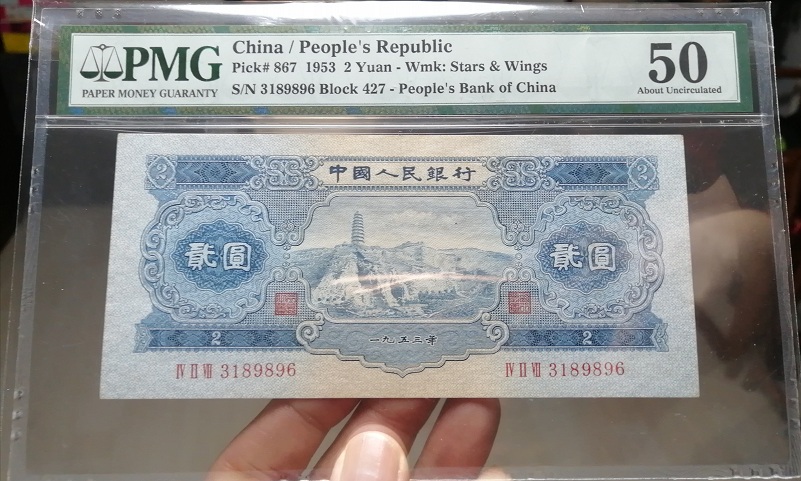 PMG
PAPER MONEY GUARANTY
China / People's Republic
Pick# 867 1953 2 Yuan - Wmk: Stars & Wings
S/N 3189896 Block 427 - People's Bank of China
50
About Uncirculated
2
中國人民銀行
2
貳圓
貳圓
2
一九五三年
2
Ⅳ Ⅱ Ⅶ 3189896
Ⅳ Ⅱ Ⅶ 3189896